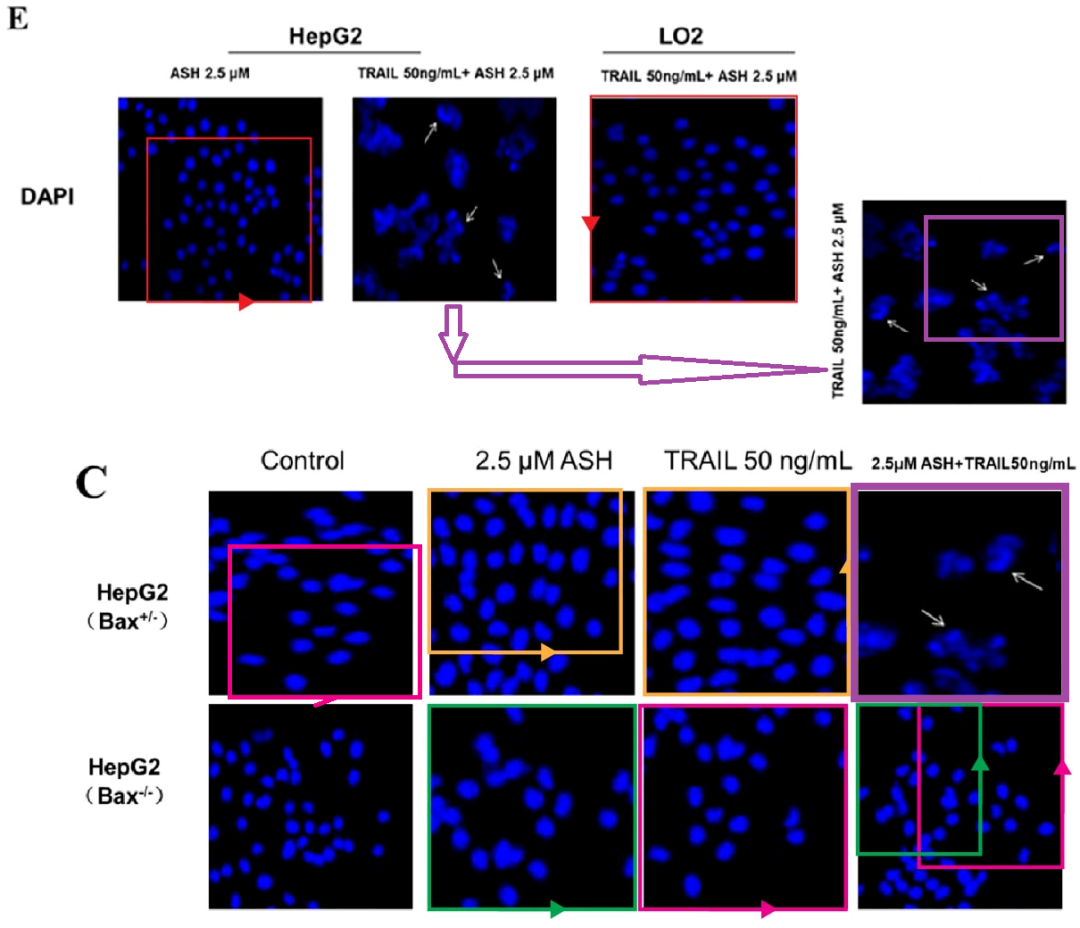 E
HepG2
LO2
ASH 2.5 μM
TRAIL 50ng/mL+ ASH 2.5 μM
TRAIL 50ng/mL+ ASH 2.5 μM
DAPI
TRAIL 50ng/mL+ ASH 2.5 μM
C
Control
2.5 μM ASH
TRAIL 50 ng/mL
2.5μM ASH+TRAIL50ng/mL
HepG2
(Bax+/-)
HepG2
(Bax-/-)